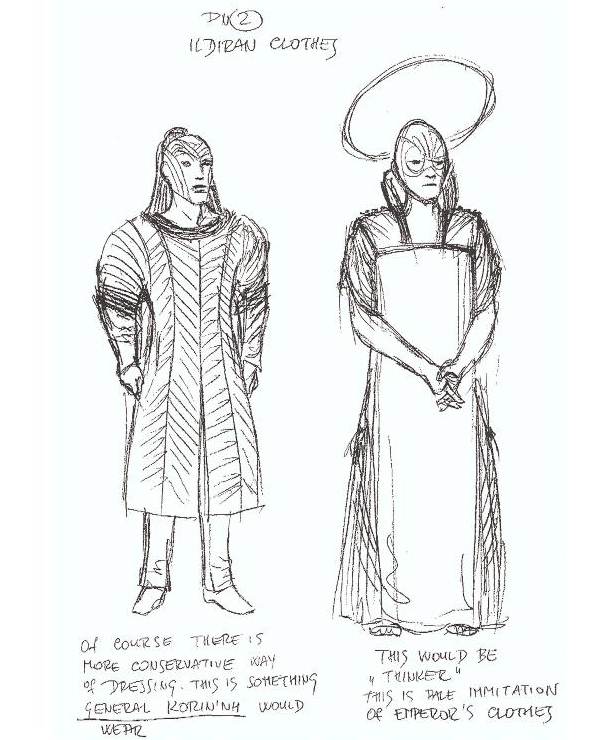 DU 2
ILDIRAN CLOTHES
Of COURSE THERE IS
MORE CONSERVATIVE WAY
Of DRESSING. THIS IS SOMETHING
GENERAL KORIN'NH WOULD
WEAR
THIS WOULD BE
"THINKER"
THIS IS PALE IMMITATION
OF EMPEROR'S CLOTHES